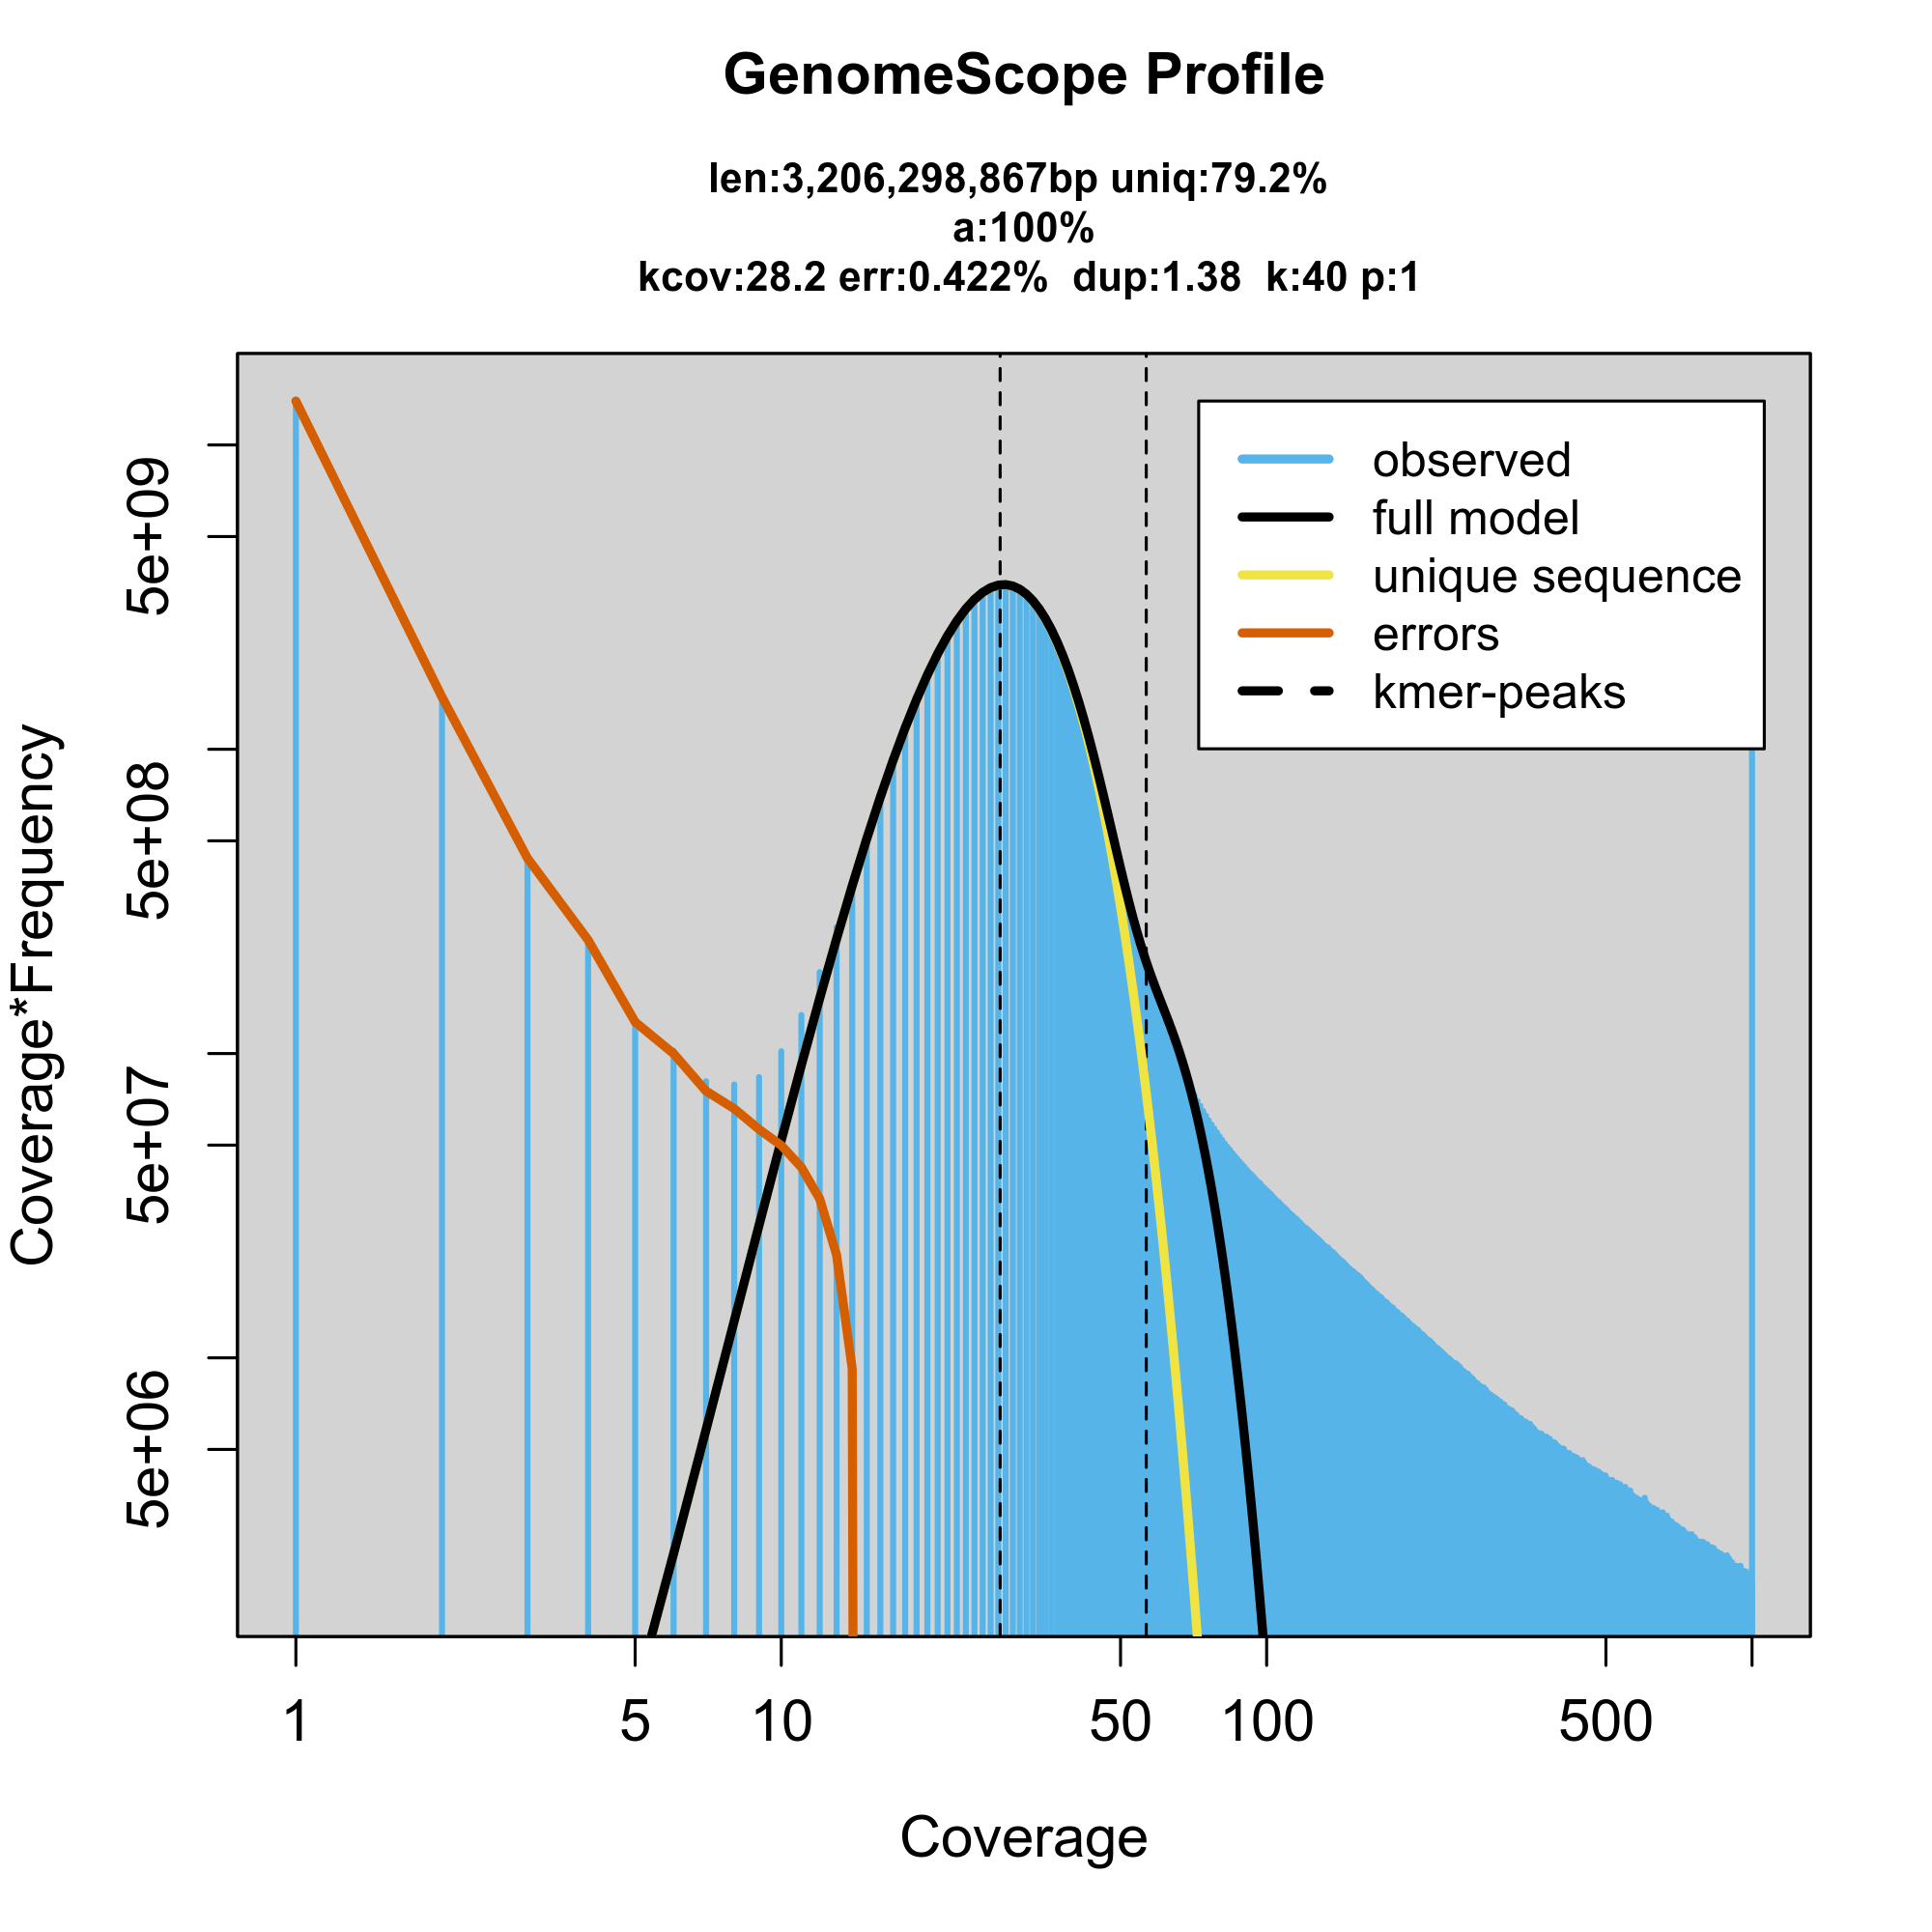 GenomeScope Profile
len:3,206,298,867bp uniq:79.2%
a:100%
kcov:28.2 err:0.422% dup:1.38 k:40 p:1
observed
full model
unique sequence
errors
kmer-peaks
Coverage*Frequency
5e+09
5e+08
5e+07
5e+06
1 5 10 50 100 500
Coverage